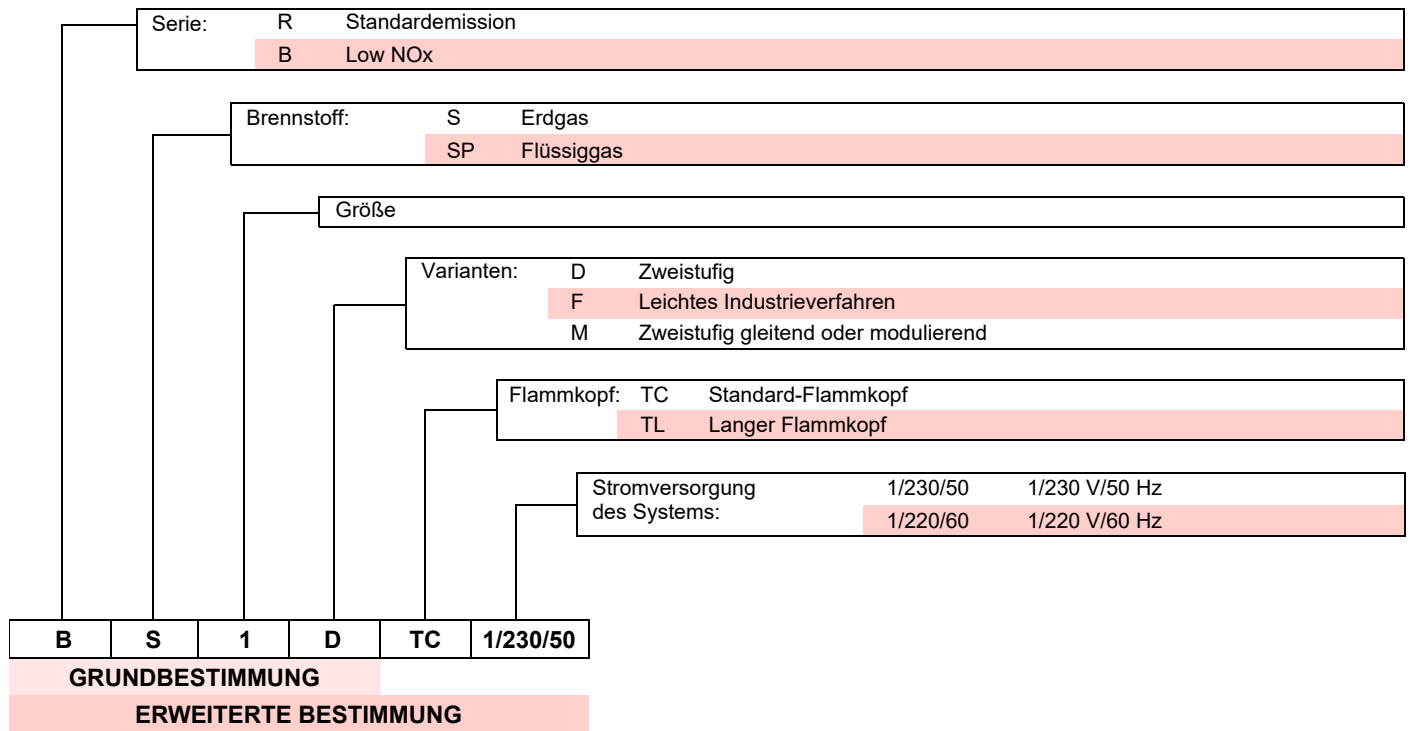 Serie: R Standardemission
B Low NOx
Brennstoff: S Erdgas
SP Flüssiggas
Größe
Varianten: D Zweistufig
F Leichtes Industrieverfahren
M Zweistufig gleitend oder modulierend
Flammkopf: TC Standard-Flammkopf
TL Langer Flammkopf
Stromversorgung 1/230/50 1/230 V/50 Hz
des Systems: 1/220/60 1/220 V/60 Hz
B S 1 D TC 1/230/50
GRUNDBESTIMMUNG
ERWEITERTE BESTIMMUNG